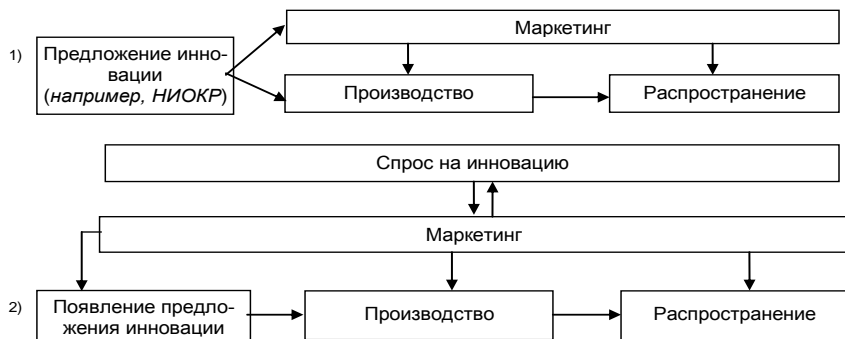 Маркетинг
1)
Предложение инно-
вации
(например, НИОКР)
Производство
Распространение
Спрос на инновацию
Маркетинг
2)
Появление предло-
жения инновации
Производство
Распространение